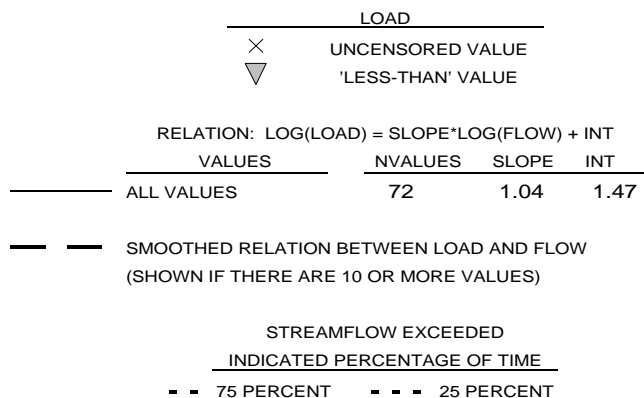 LOAD
UNCENSORED VALUE
'LESS-THAN' VALUE
RELATION: LOG(LOAD) = SLOPE*LOG(FLOW) + INT
VALUES NVALUES SLOPE INT
ALL VALUES 72 1.04 1.47
SMOOTHED RELATION BETWEEN LOAD AND FLOW
(SHOWN IF THERE ARE 10 OR MORE VALUES)
STREAMFLOW EXCEEDED
INDICATED PERCENTAGE OF TIME
75 PERCENT 25 PERCENT